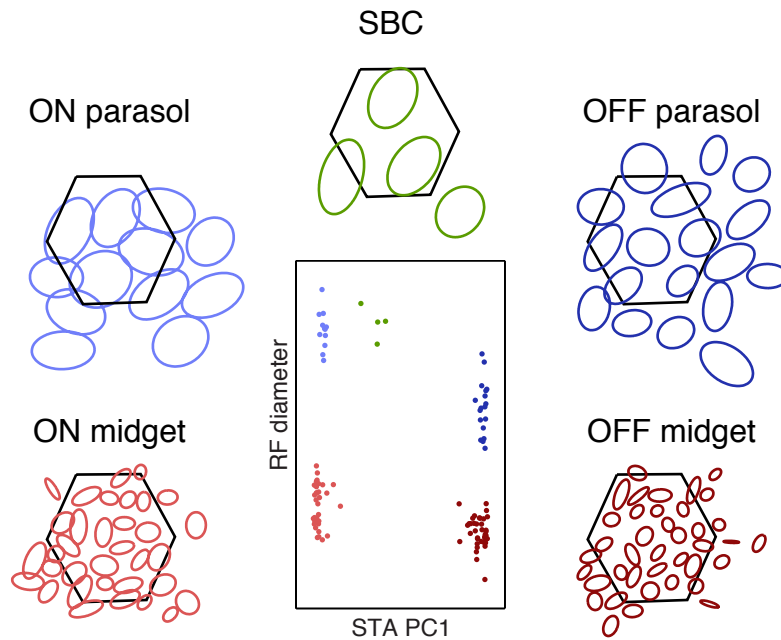 SBC
ON parasol
OFF parasol
RF diameter
ON midget
OFF midget
STA PC1